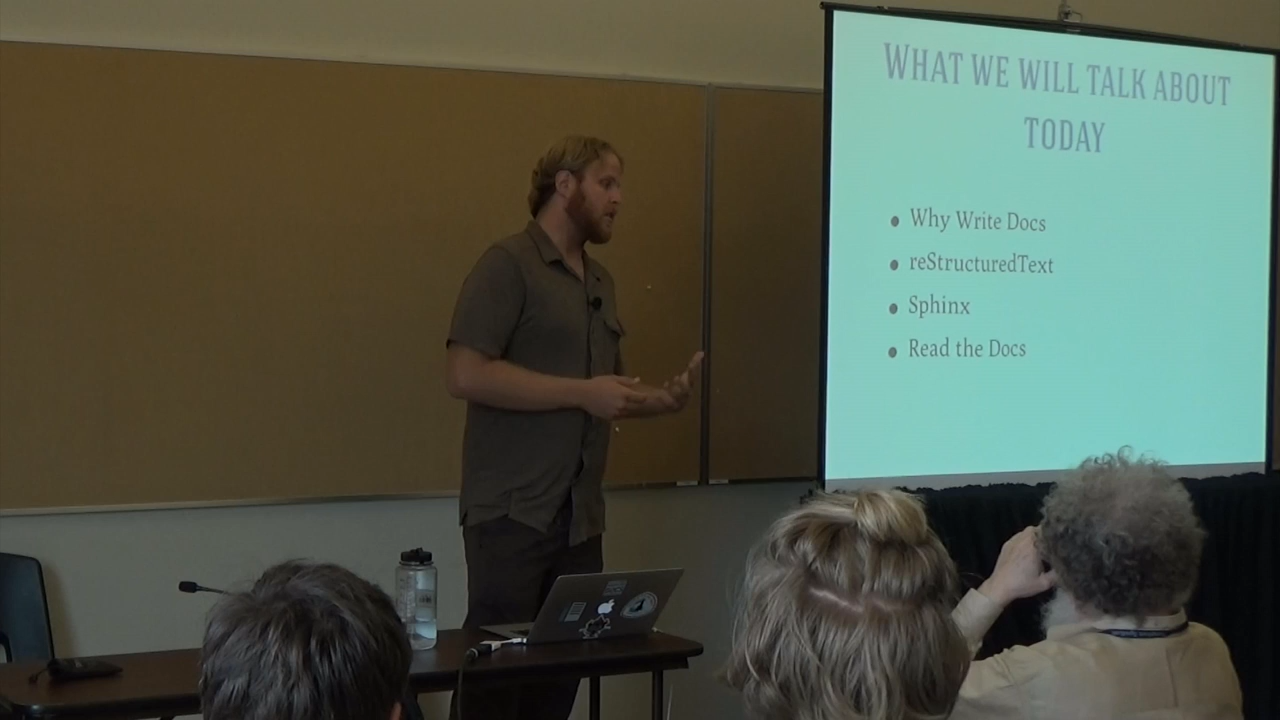 WHAT WE WILL TALK ABOUT
TODAY
• Why Write Docs
• reStructuredText
• Sphinx
• Read the Docs